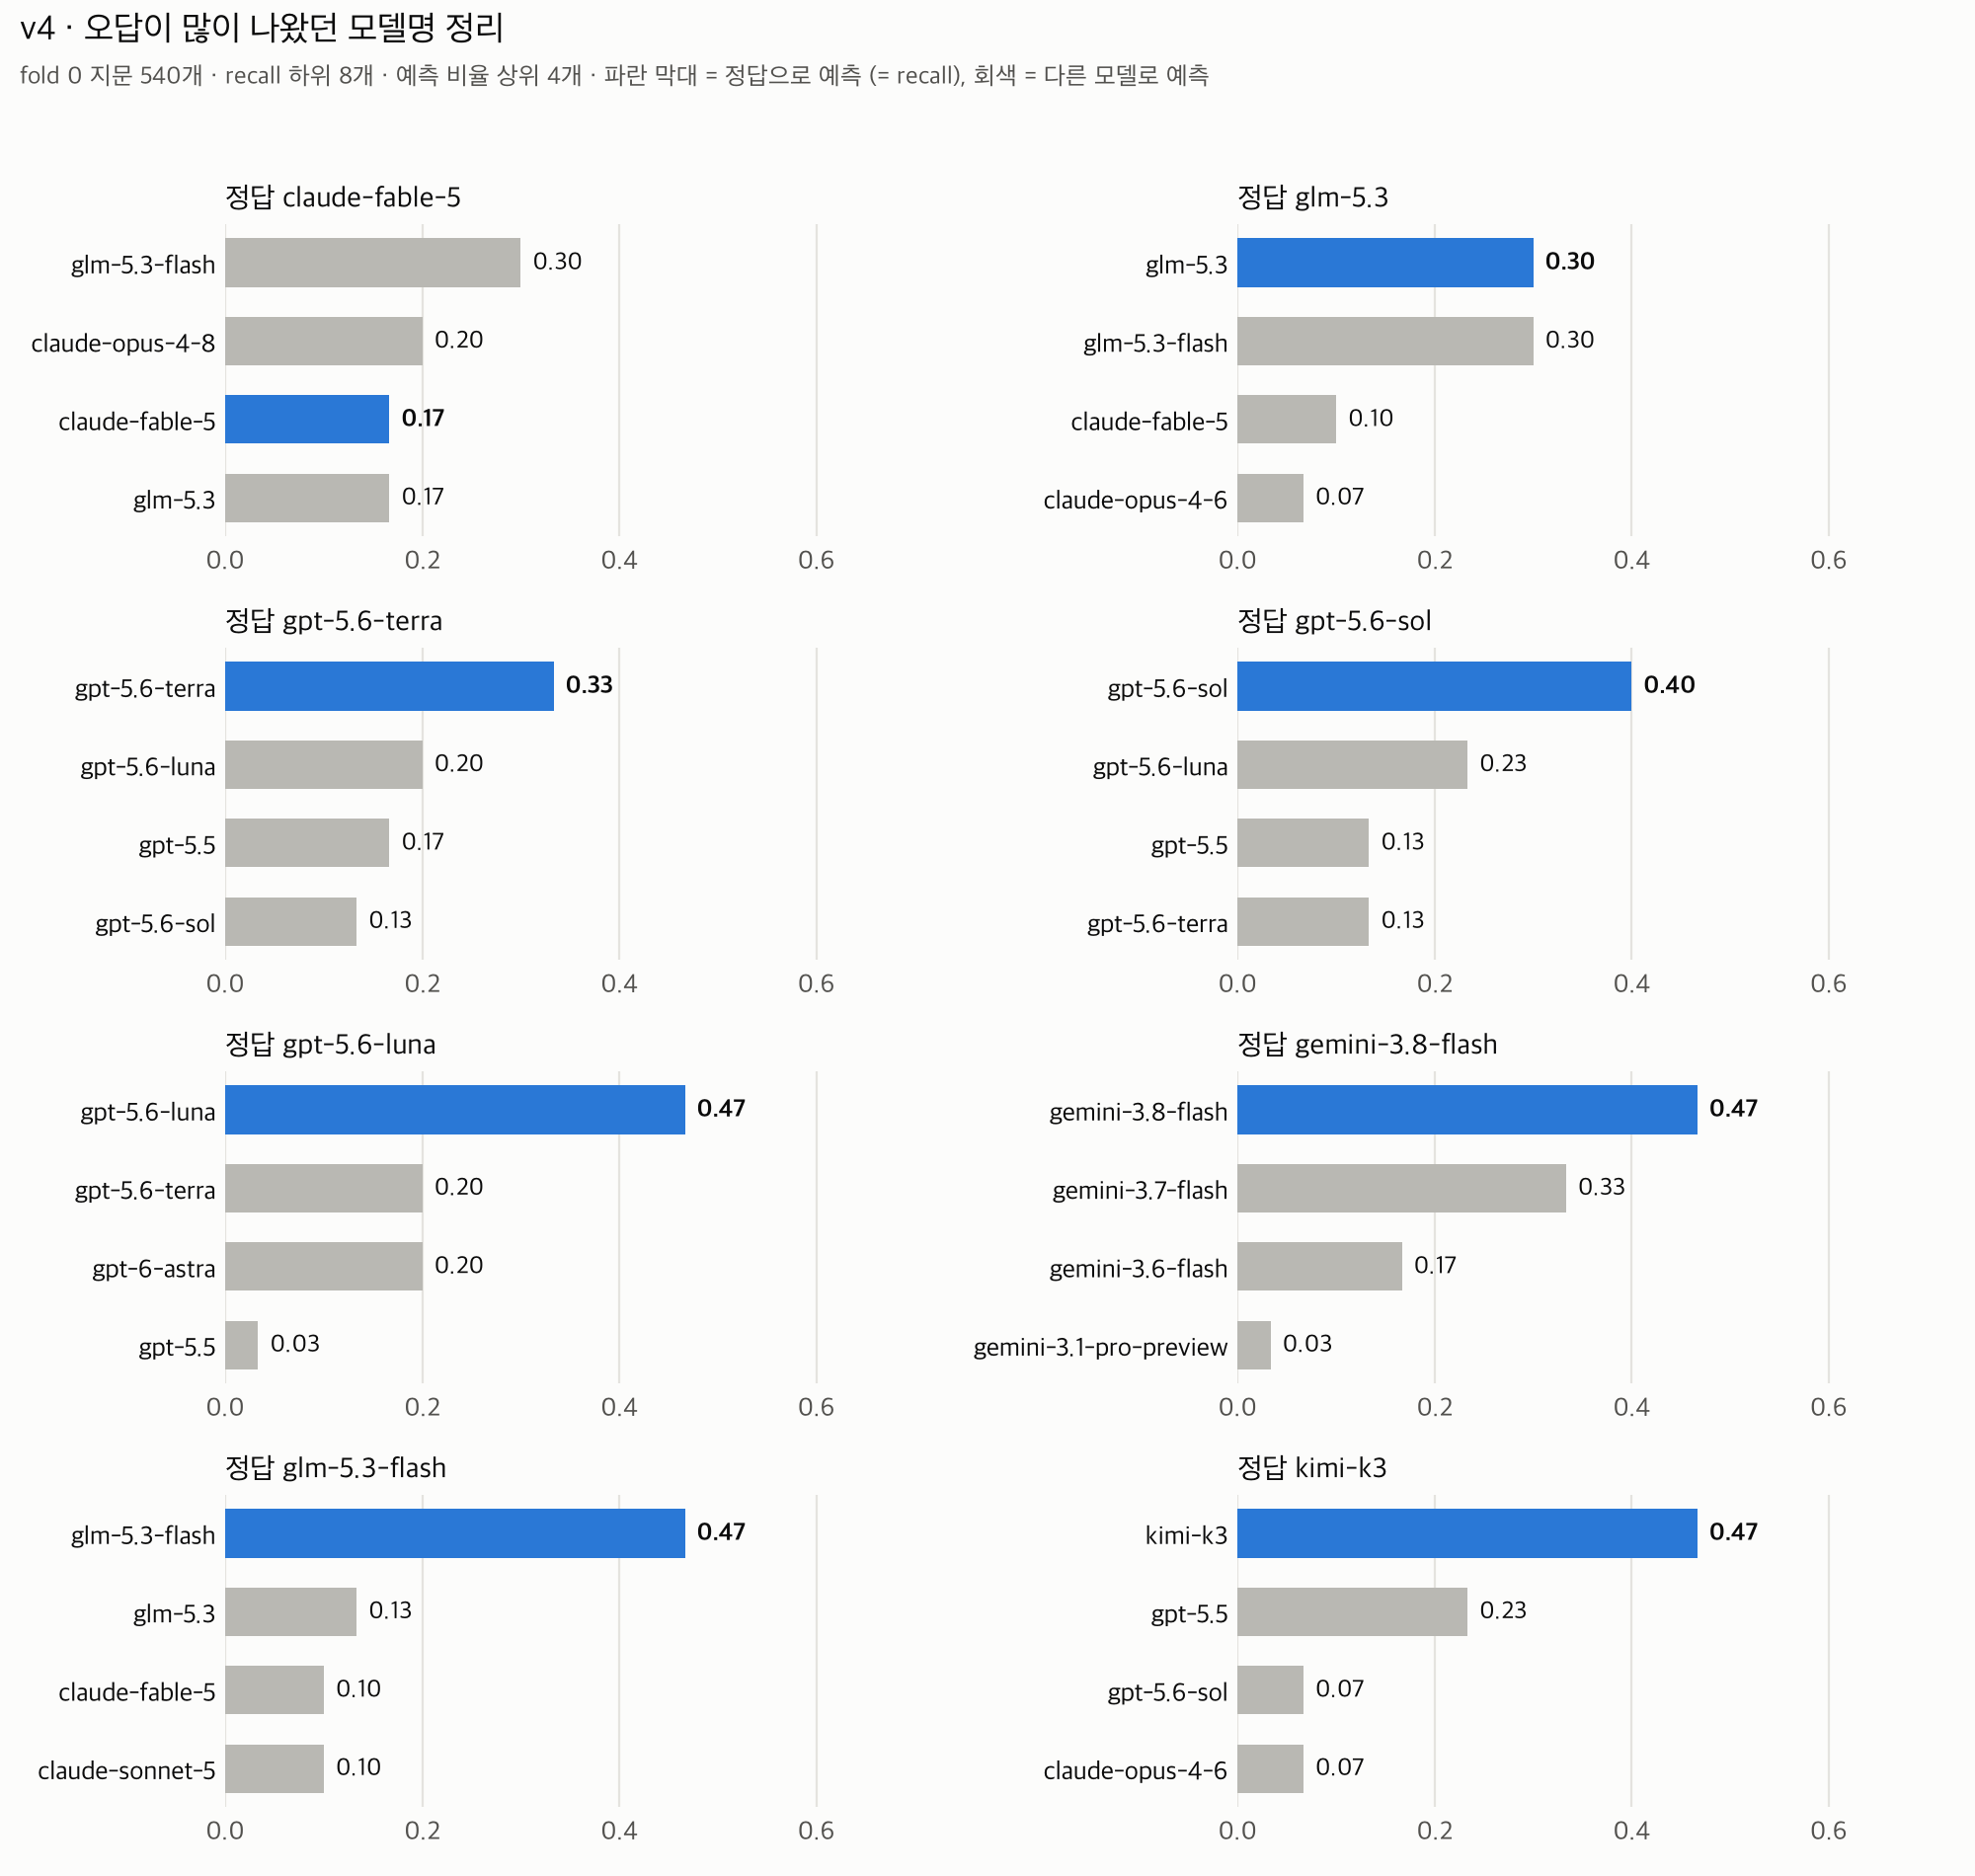 v4 · 오답이 많이 나왔던 모델명 정리
fold 0 지문 540개 · recall 하위 8개 · 예측 비율 상위 4개 · 파란 막대 = 정답으로 예측 (= recall), 회색 = 다른 모델로 예측
정답 claude-fable-5
glm-5.3-flash 0.30
claude-opus-4-8 0.20
claude-fable-5 0.17
glm-5.3 0.17
0.0 0.2 0.4 0.6
정답 glm-5.3
glm-5.3 0.30
glm-5.3-flash 0.30
claude-fable-5 0.10
claude-opus-4-6 0.07
0.0 0.2 0.4 0.6
정답 gpt-5.6-terra
gpt-5.6-terra 0.33
gpt-5.6-luna 0.20
gpt-5.5 0.17
gpt-5.6-sol 0.13
0.0 0.2 0.4 0.6
정답 gpt-5.6-sol
gpt-5.6-sol 0.40
gpt-5.6-luna 0.23
gpt-5.5 0.13
gpt-5.6-terra 0.13
0.0 0.2 0.4 0.6
정답 gpt-5.6-luna
gpt-5.6-luna 0.47
gpt-5.6-terra 0.20
gpt-6-astra 0.20
gpt-5.5 0.03
0.0 0.2 0.4 0.6
정답 gemini-3.8-flash
gemini-3.8-flash 0.47
gemini-3.7-flash 0.33
gemini-3.6-flash 0.17
gemini-3.1-pro-preview 0.03
0.0 0.2 0.4 0.6
정답 glm-5.3-flash
glm-5.3-flash 0.47
glm-5.3 0.13
claude-fable-5 0.10
claude-sonnet-5 0.10
0.0 0.2 0.4 0.6
정답 kimi-k3
kimi-k3 0.47
gpt-5.5 0.23
gpt-5.6-sol 0.07
claude-opus-4-6 0.07
0.0 0.2 0.4 0.6